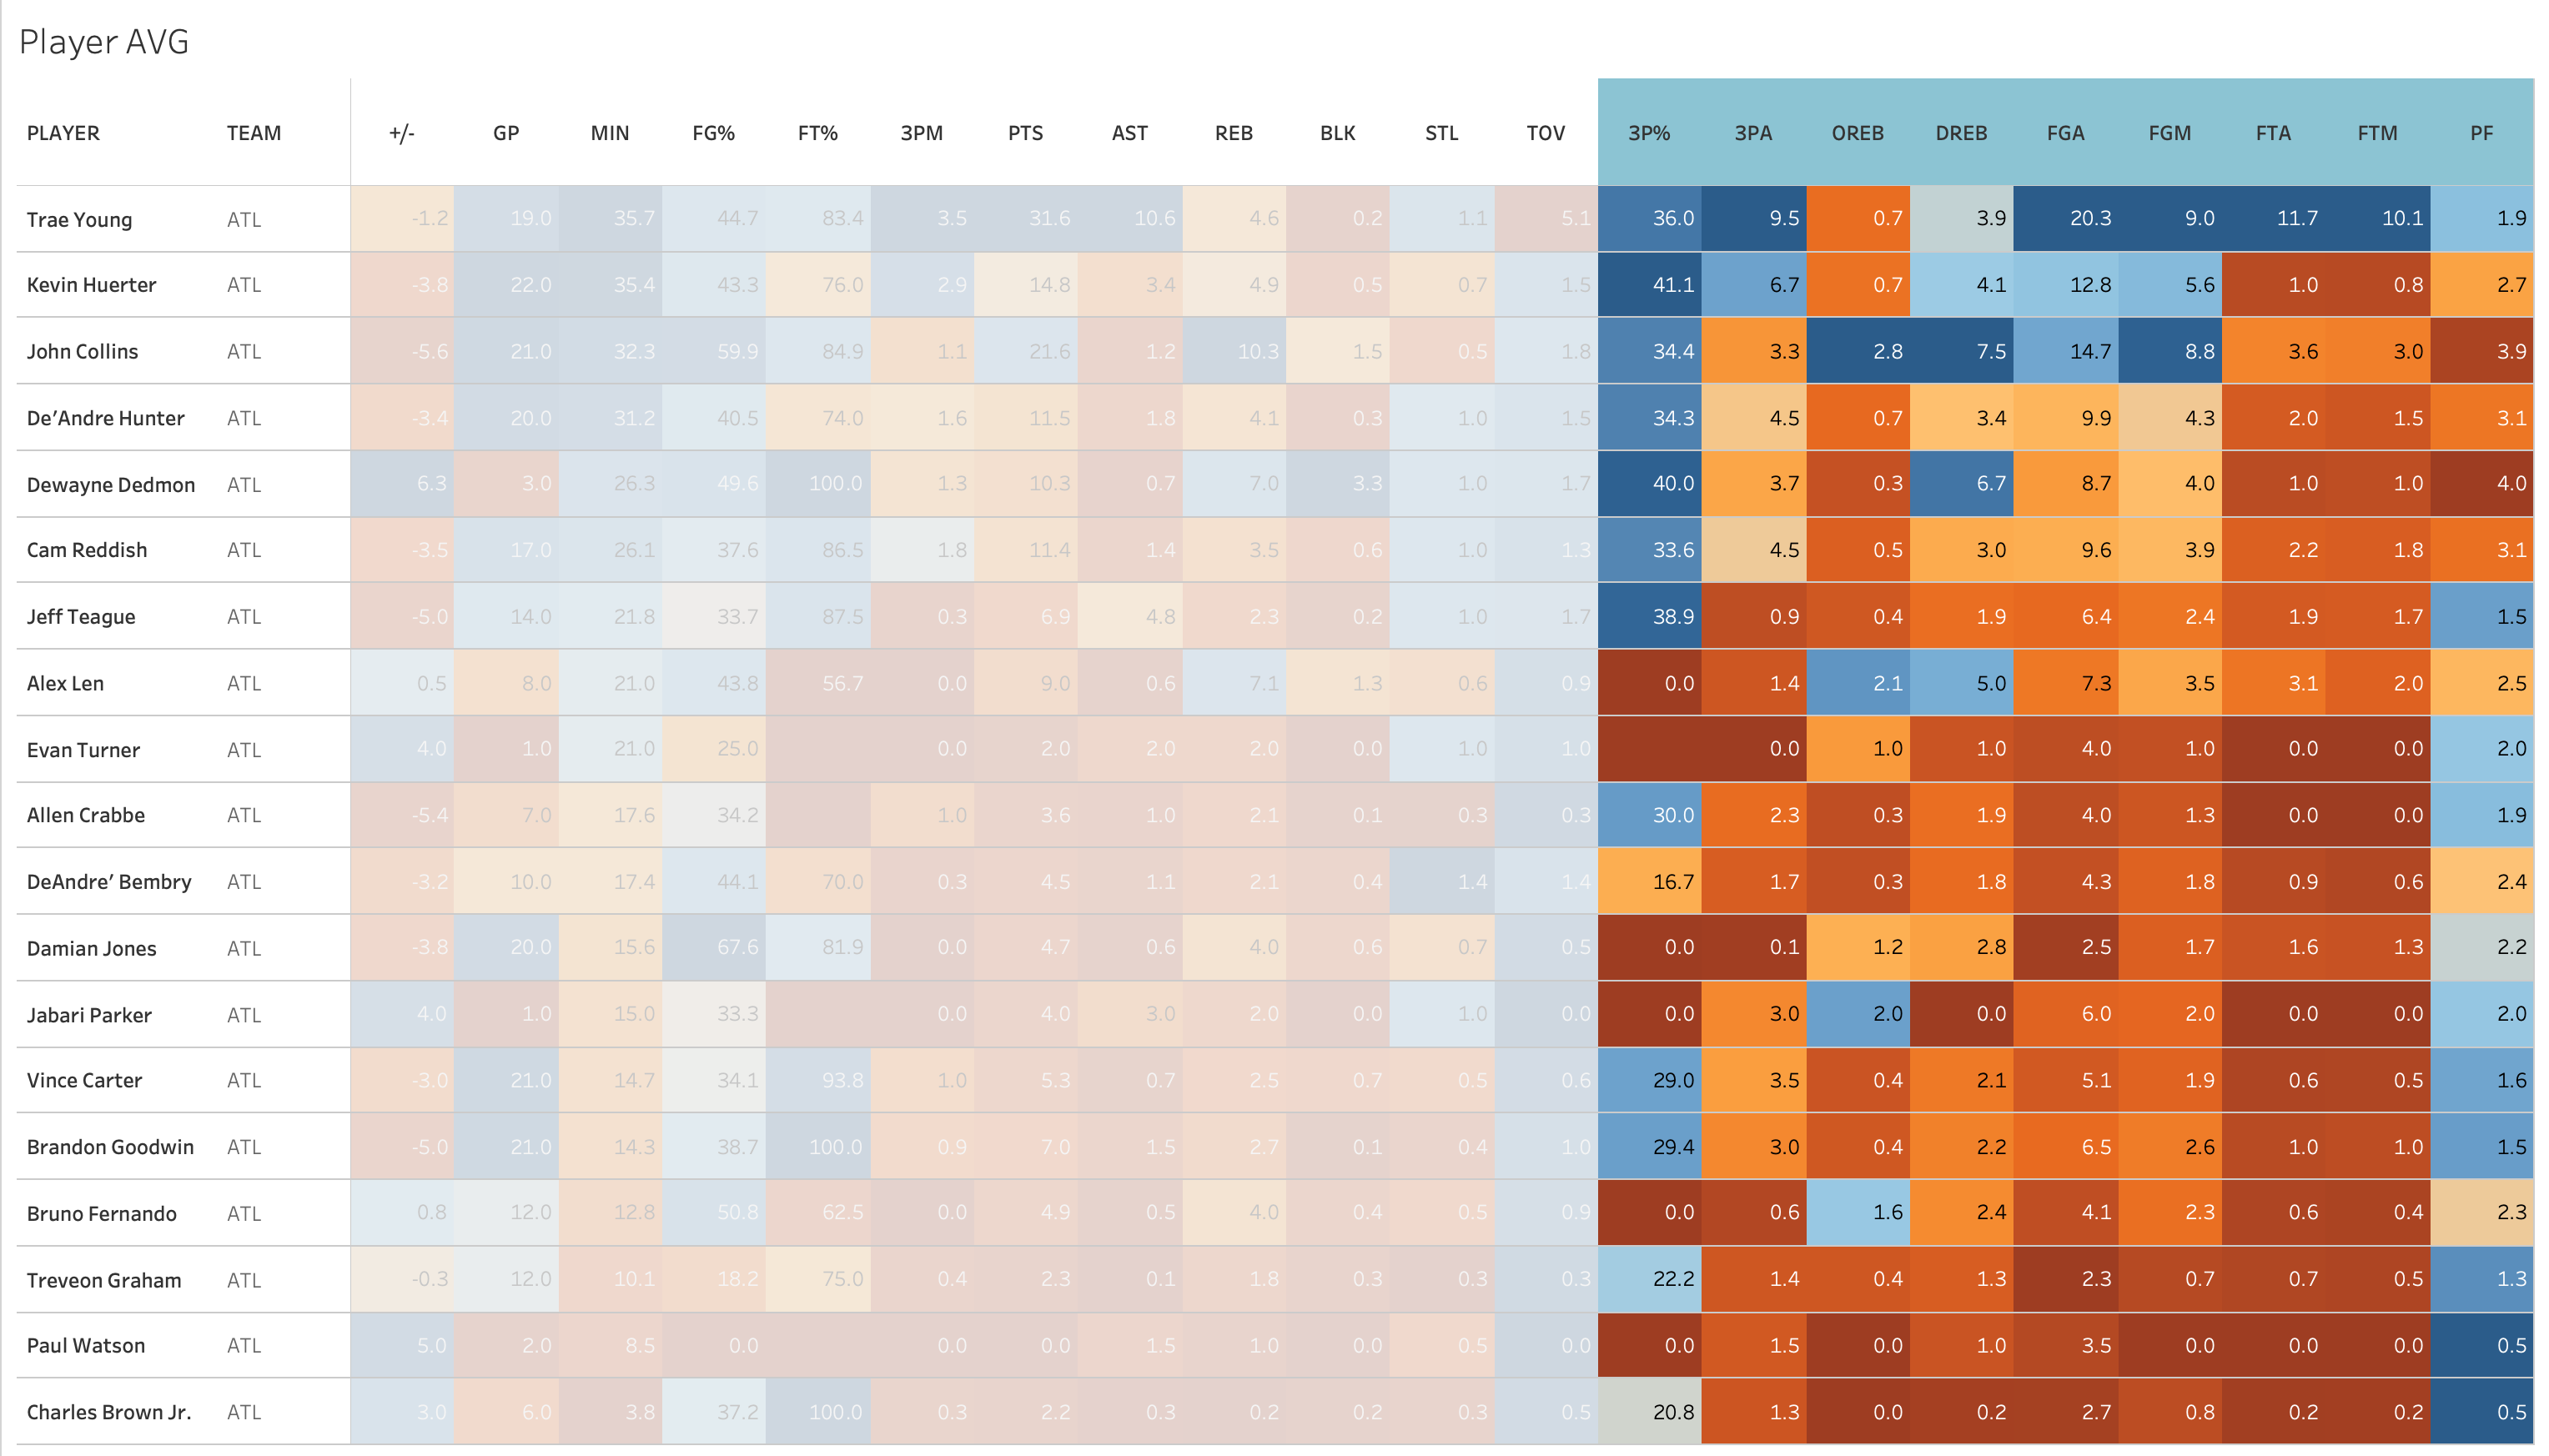 Player AVG
PLAYER TEAM +/- GP MIN FG% FT% 3PM PTS AST REB BLK STL TOV 3P% 3PA OREB DREB FGA FGM FTA FTM PF
Trae Young ATL -1.2 19.0 35.7 44.7 83.4 3.5 31.6 10.6 4.6 0.2 1.1 5.1 36.0 9.5 0.7 3.9 20.3 9.0 11.7 10.1 1.9
Kevin Huerter ATL -3.8 22.0 35.4 43.3 76.0 2.9 14.8 3.4 4.9 0.5 0.7 1.5 41.1 6.7 0.7 4.1 12.8 5.6 1.0 0.8 2.7
John Collins ATL -5.6 21.0 32.3 59.9 84.9 1.1 21.6 1.2 10.3 1.5 0.5 1.8 34.4 3.3 2.8 7.5 14.7 8.8 3.6 3.0 3.9
De’Andre Hunter ATL -3.4 20.0 31.2 40.5 74.0 1.6 11.5 1.8 4.1 0.3 1.0 1.5 34.3 4.5 0.7 3.4 9.9 4.3 2.0 1.5 3.1
Dewayne Dedmon ATL 6.3 3.0 26.3 49.6 100.0 1.3 10.3 0.7 7.0 3.3 1.0 1.7 40.0 3.7 0.3 6.7 8.7 4.0 1.0 1.0 4.0
Cam Reddish ATL -3.5 17.0 26.1 37.6 86.5 1.8 11.4 1.4 3.5 0.6 1.0 1.3 33.6 4.5 0.5 3.0 9.6 3.9 2.2 1.8 3.1
Jeff Teague ATL -5.0 14.0 21.8 33.7 87.5 0.3 6.9 4.8 2.3 0.2 1.0 1.7 38.9 0.9 0.4 1.9 6.4 2.4 1.9 1.7 1.5
Alex Len ATL 0.5 8.0 21.0 43.8 56.7 0.0 9.0 0.6 7.1 1.3 0.6 0.9 0.0 1.4 2.1 5.0 7.3 3.5 3.1 2.0 2.5
Evan Turner ATL 4.0 1.0 21.0 25.0 0.0 2.0 2.0 2.0 0.0 1.0 1.0 0.0 1.0 1.0 4.0 1.0 0.0 0.0 2.0
Allen Crabbe ATL -5.4 7.0 17.6 34.2 1.0 3.6 1.0 2.1 0.1 0.3 0.3 30.0 2.3 0.3 1.9 4.0 1.3 0.0 0.0 1.9
DeAndre’ Bembry ATL -3.2 10.0 17.4 44.1 70.0 0.3 4.5 1.1 2.1 0.4 1.4 1.4 16.7 1.7 0.3 1.8 4.3 1.8 0.9 0.6 2.4
Damian Jones ATL -3.8 20.0 15.6 67.6 81.9 0.0 4.7 0.6 4.0 0.6 0.7 0.5 0.0 0.1 1.2 2.8 2.5 1.7 1.6 1.3 2.2
Jabari Parker ATL 4.0 1.0 15.0 33.3 0.0 4.0 3.0 2.0 0.0 1.0 0.0 0.0 3.0 2.0 0.0 6.0 2.0 0.0 0.0 2.0
Vince Carter ATL -3.0 21.0 14.7 34.1 93.8 1.0 5.3 0.7 2.5 0.7 0.5 0.6 29.0 3.5 0.4 2.1 5.1 1.9 0.6 0.5 1.6
Brandon Goodwin ATL -5.0 21.0 14.3 38.7 100.0 0.9 7.0 1.5 2.7 0.1 0.4 1.0 29.4 3.0 0.4 2.2 6.5 2.6 1.0 1.0 1.5
Bruno Fernando ATL 0.8 12.0 12.8 50.8 62.5 0.0 4.9 0.5 4.0 0.4 0.5 0.9 0.0 0.6 1.6 2.4 4.1 2.3 0.6 0.4 2.3
Treveon Graham ATL -0.3 12.0 10.1 18.2 75.0 0.4 2.3 0.1 1.8 0.3 0.3 0.3 22.2 1.4 0.4 1.3 2.3 0.7 0.7 0.5 1.3
Paul Watson ATL 5.0 2.0 8.5 0.0 0.0 0.0 1.5 1.0 0.0 0.5 0.0 0.0 1.5 0.0 1.0 3.5 0.0 0.0 0.0 0.5
Charles Brown Jr. ATL 3.0 6.0 3.8 37.2 100.0 0.3 2.2 0.3 0.2 0.2 0.3 0.5 20.8 1.3 0.0 0.2 2.7 0.8 0.2 0.2 0.5